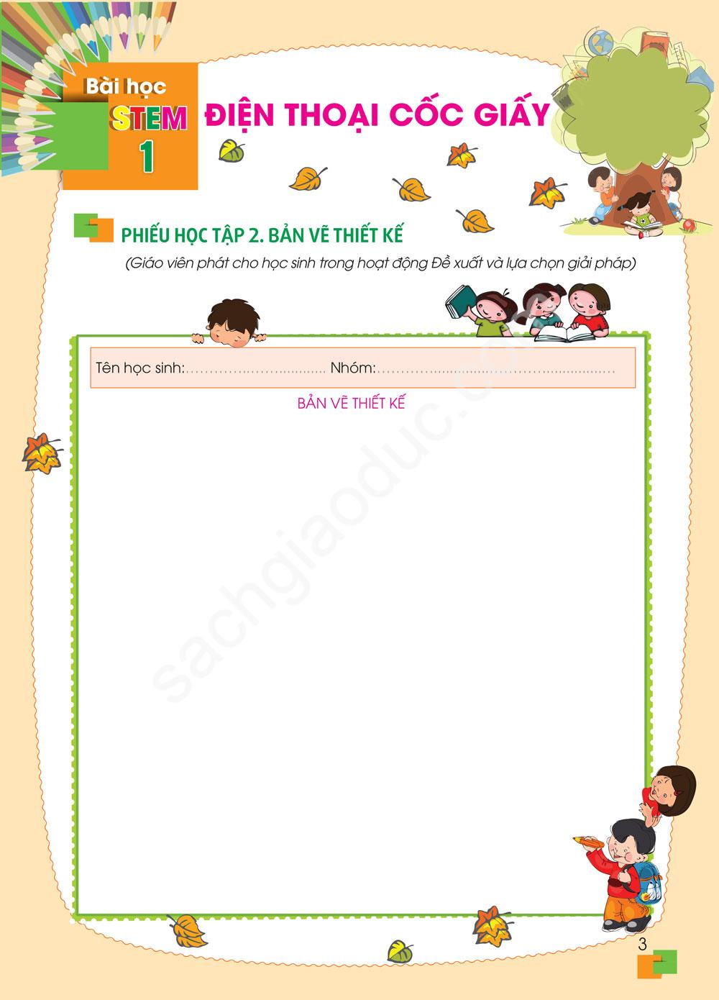 Bài học
STEM
1
ĐIỆN THOẠI CỐC GIẤY
PHIẾU HỌC TẬP 2. BẢN VẼ THIẾT KẾ
(Giáo viên phát cho học sinh trong hoạt động Đề xuất và lựa chọn giải pháp)
Tên học sinh:................................ Nhóm:.......................................................
BẢN VẼ THIẾT KẾ
sachgiaoduc.com
3